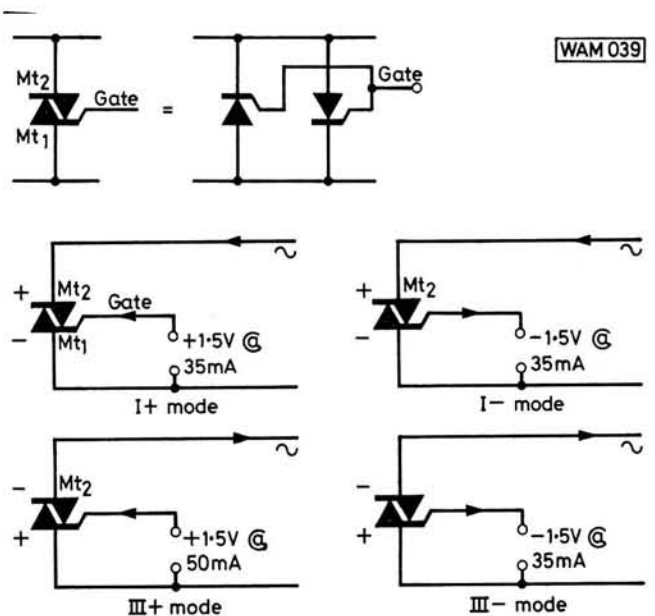 WAM 039
Mt2
Gate
=
Gate
Mt1
+
Mt2
Gate
+1·5V @
-
Mt1
35mA
I+ mode
+
Mt2
-1·5V @
-
35mA
I- mode
-
Mt2
+1·5V @
+
50mA
III+ mode
-
-1·5V @
+
35mA
III- mode